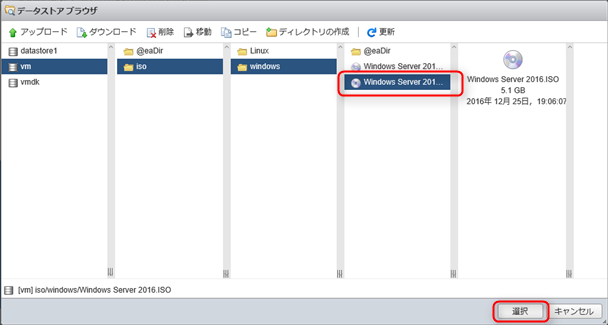 データストア ブラウザ
アップロード ダウンロード 削除 移動 コピー ディレクトリの作成 更新
datastore1 @eaDir Linux @eaDir
vm iso windows Windows Server 201...
vmdk Windows Server 201...
Windows Server 2016.ISO
5.1 GB
2016年 12月 25日, 19:06:07
[vm] iso/windows/Windows Server 2016.ISO
選択 キャンセル